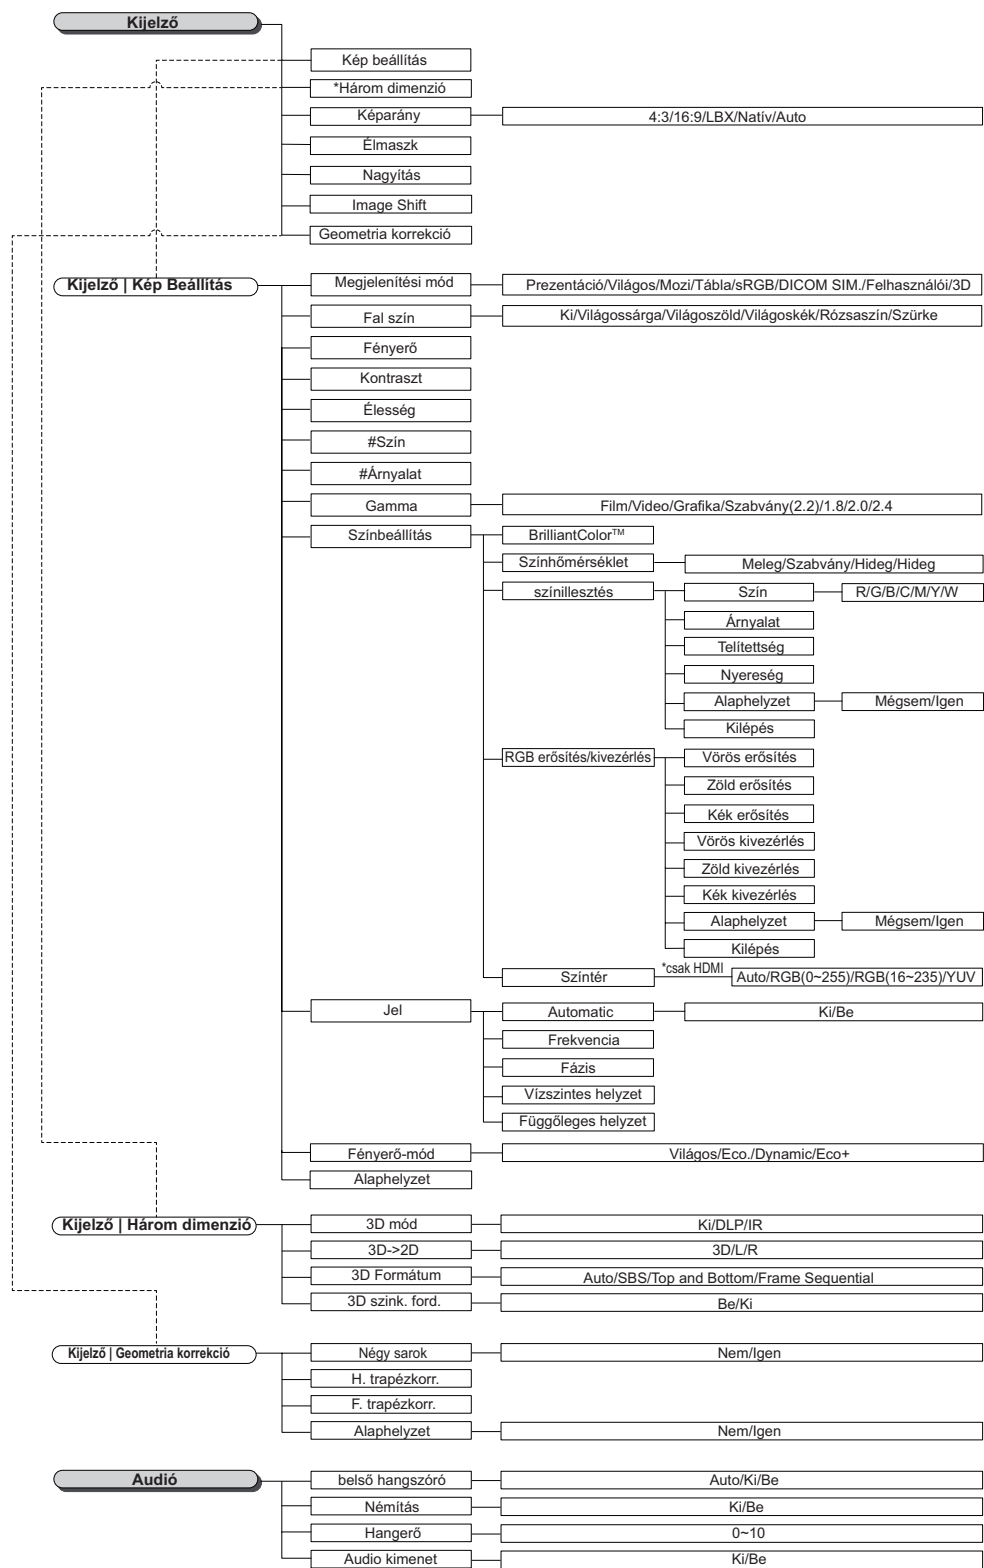 Kijelző
Kép beállítás
*Három dimenzió
Képarány 4:3/16:9/LBX/Natív/Auto
Élmaszk
Nagyítás
Image Shift
Geometria korrekció
Kijelző | Kép Beállítás Megjelenítési mód Prezentáció/Világos/Mozi/Tábla/sRGB/DICOM SIM./Felhasználói/3D
Fal szín Ki/Világossárga/Világoszöld/Világoskék/Rózsaszín/Szürke
Fényerő
Kontraszt
Élesség
#Szín
#Árnyalat
Gamma Film/Video/Grafika/Szabvány(2.2)/1.8/2.0/2.4
Színbeállítás BrilliantColor™
Színhőmérséklet Meleg/Szabvány/Hideg/Hideg
színillesztés Szín R/G/B/C/M/Y/W
Árnyalat
Telítettség
Nyereség
Alaphelyzet Mégsem/Igen
Kilépés
RGB erősítés/kivezérlés Vörös erősítés
Zöld erősítés
Kék erősítés
Vörös kivezérlés
Zöld kivezérlés
Kék kivezérlés
Alaphelyzet Mégsem/Igen
Kilépés
Színtér *csak HDMI Auto/RGB(0~255)/RGB(16~235)/YUV
Jel Automatic Ki/Be
Frekvencia
Fázis
Vízszintes helyzet
Függőleges helyzet
Fényerő-mód Világos/Eco./Dynamic/Eco+
Alaphelyzet
Kijelző | Három dimenzió 3D mód Ki/DLP/IR
3D->2D 3D/L/R
3D Formátum Auto/SBS/Top and Bottom/Frame Sequential
3D szink. ford. Be/Ki
Kijelző | Geometria korrekció Négy sarok Nem/Igen
H. trapézkorr.
F. trapézkorr.
Alaphelyzet Nem/Igen
Audió belső hangszóró Auto/Ki/Be
Némítás Ki/Be
Hangerő 0~10
Audio kimenet Ki/Be